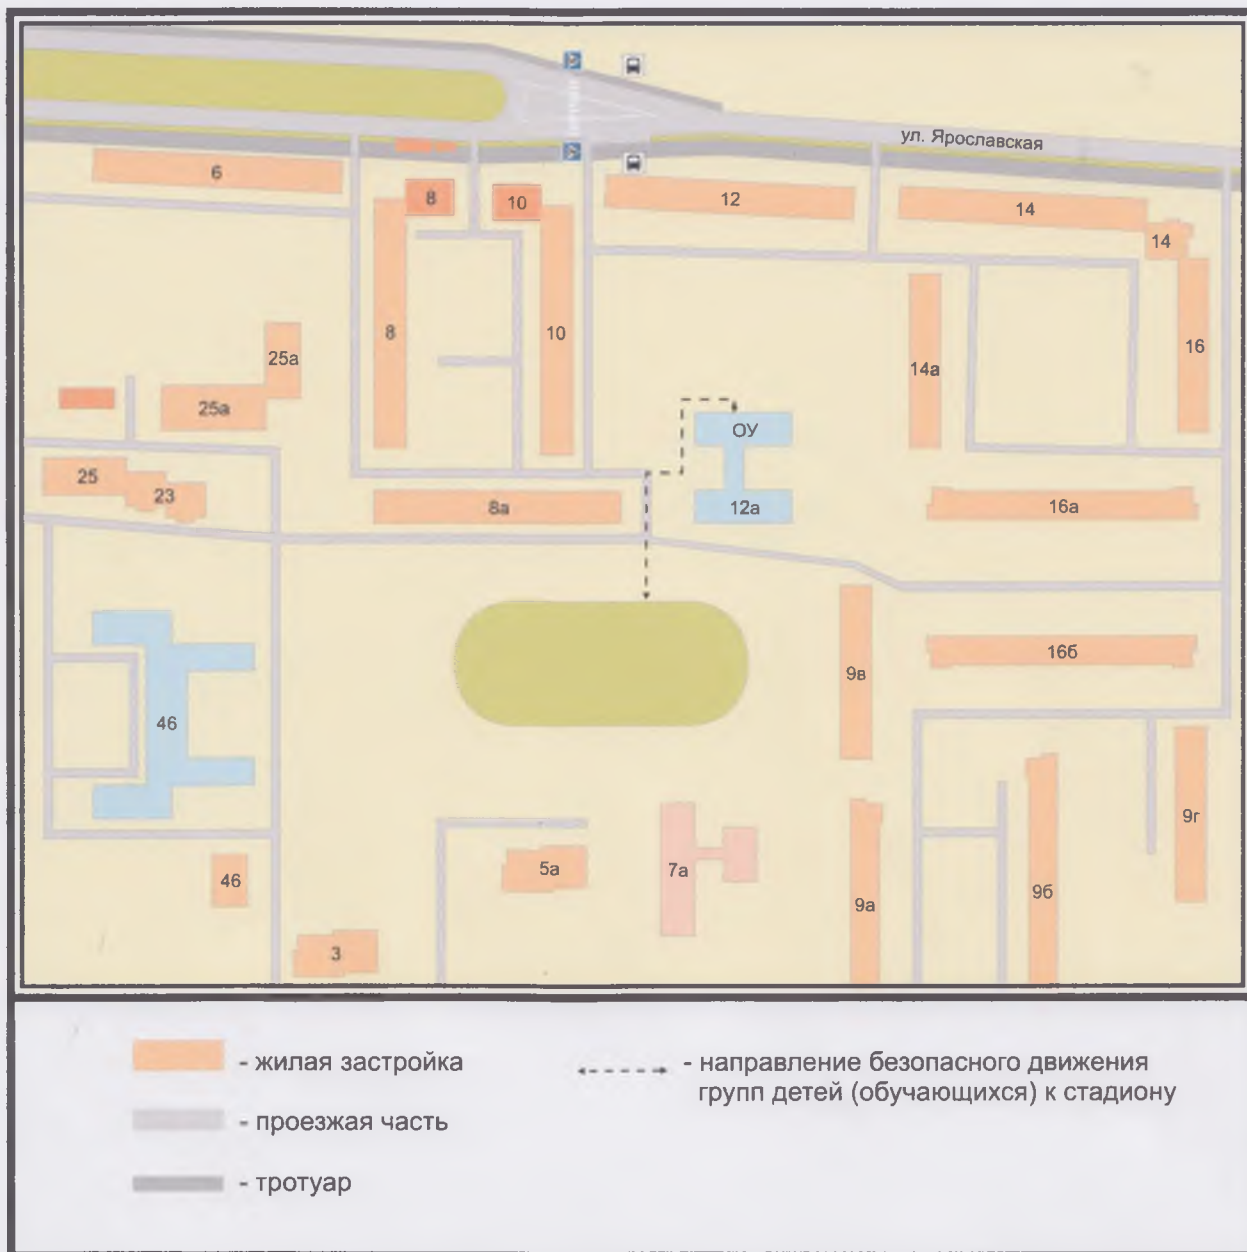 ул. Ярославская
6
8
10
12
14
14
8
10
25а
25а
14а
16
ОУ
12а
25
23
8а
16а
46
9в
16б
46
3
5а
7а
9а
9б
9г
- жилая застройка
- проезжая часть
- тротуар
- направление безопасного движения
групп детей (обучающихся) к стадиону